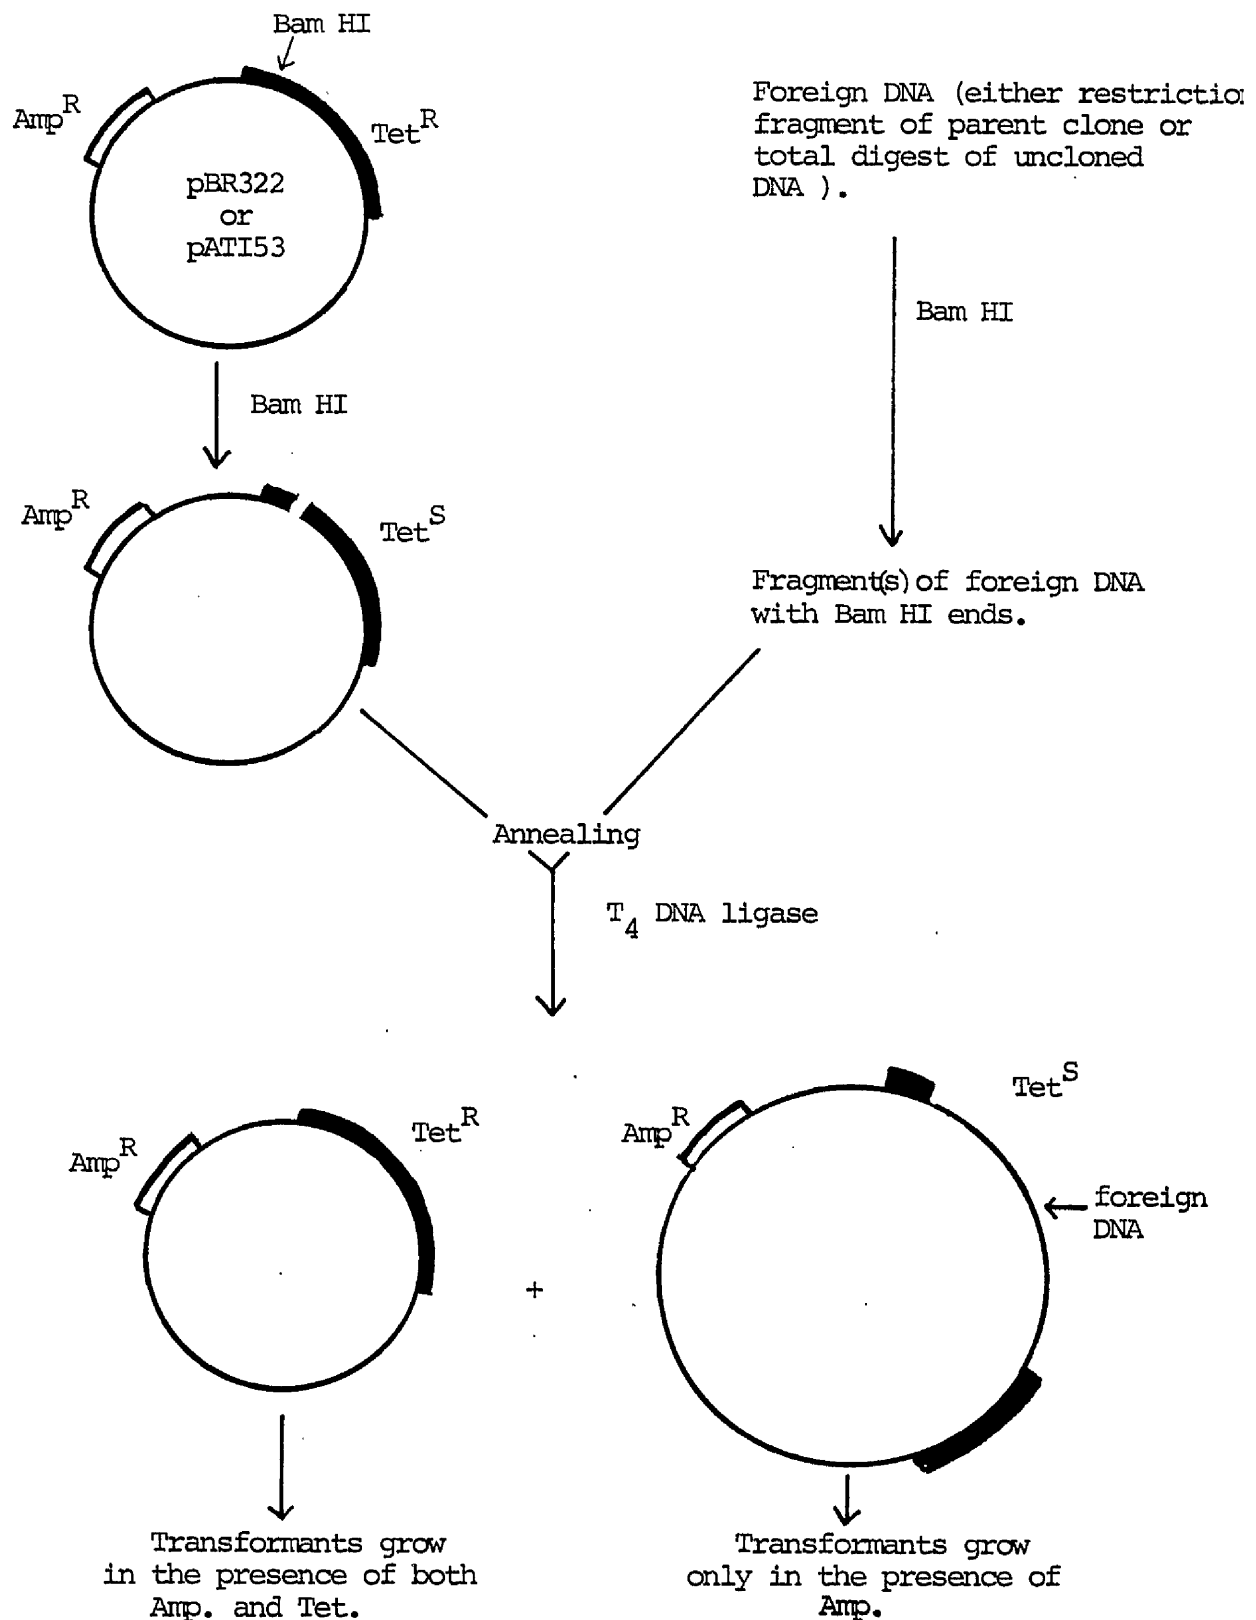 Bam HI
Amp^R
Tet^R
pBR322
or
pATI53
Foreign DNA (either restriction
fragment of parent clone or
total digest of uncloned
DNA ).
Bam HI
Bam HI
Amp^R
Tet^S
Fragment(s) of foreign DNA
with Bam HI ends.
Annealing
T_4 DNA ligase
Amp^R
Tet^R
+
Amp^R
Tet^S
foreign
DNA
Transformants grow
in the presence of both
Amp. and Tet.
Transformants grow
only in the presence of
Amp.